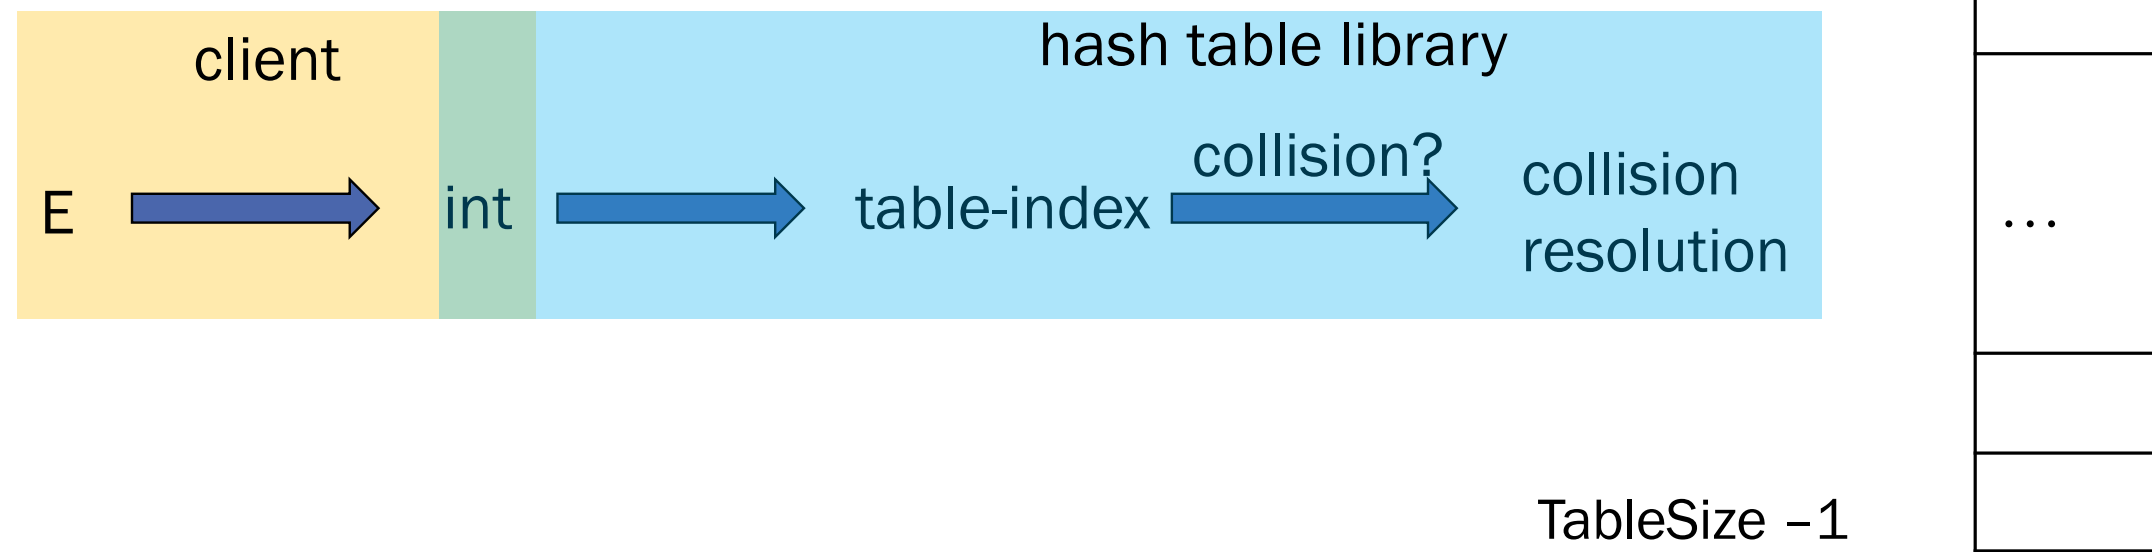 client
hash table library
E
int
table-index
collision?
collision
resolution
...
TableSize –1